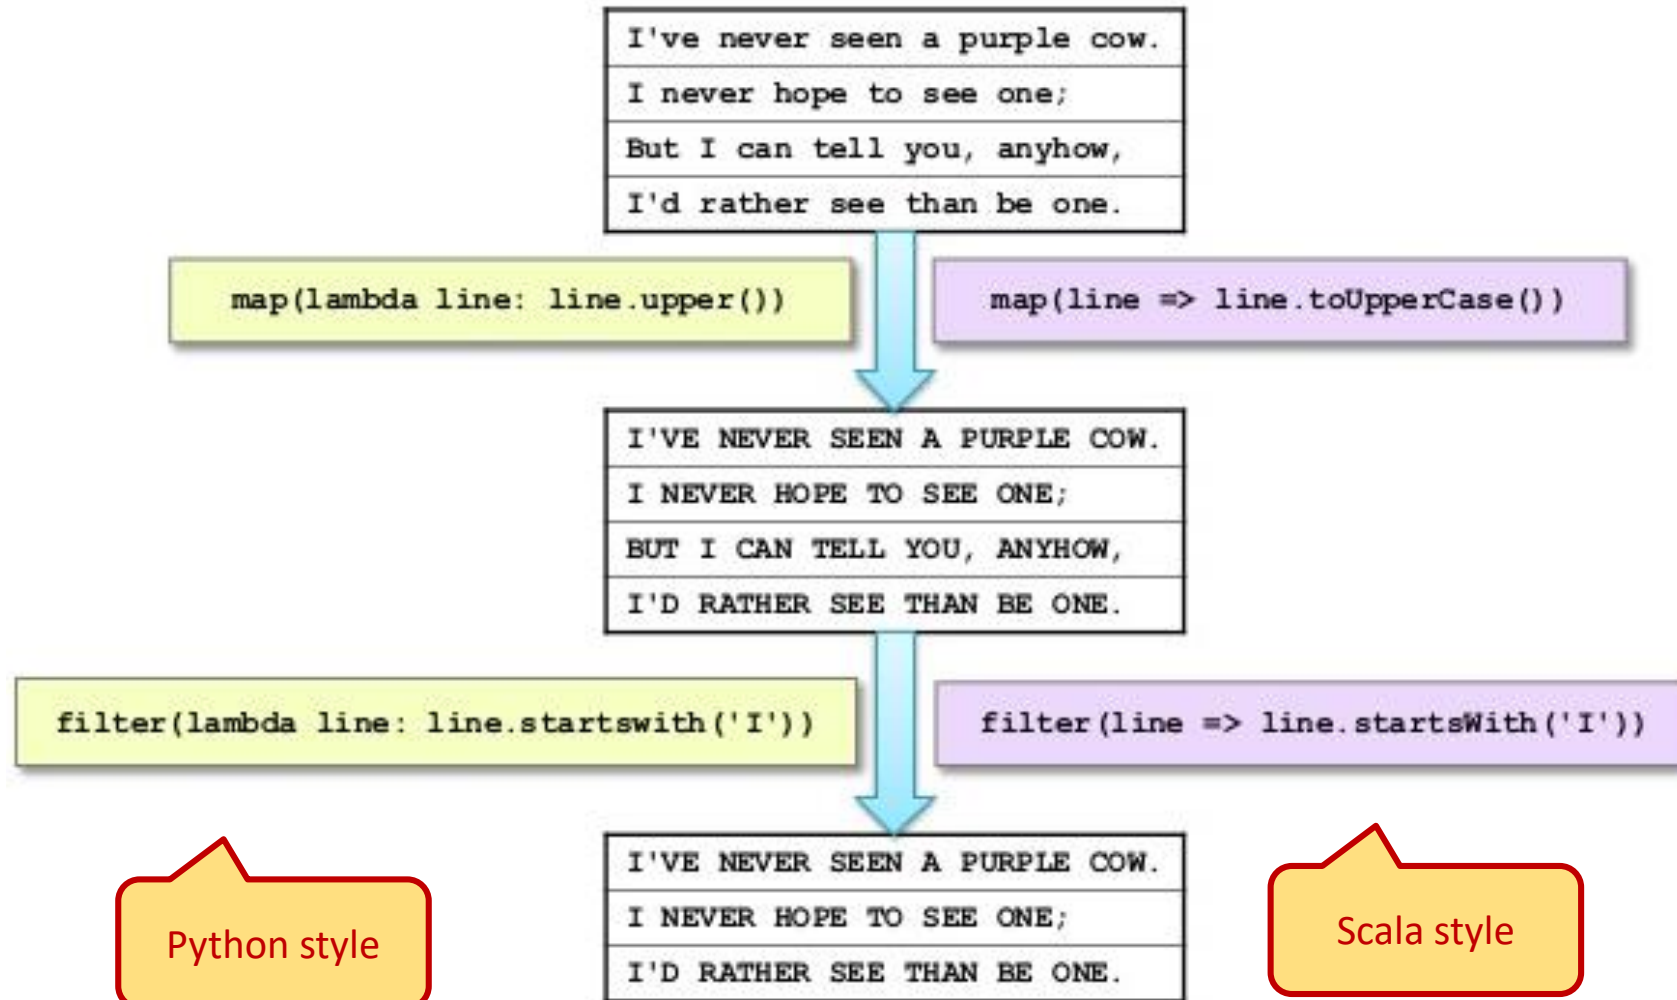 I've never seen a purple cow.
I never hope to see one;
But I can tell you, anyhow,
I'd rather see than be one.
map(lambda line: line.upper())
map(line => line.toUpperCase())
I'VE NEVER SEEN A PURPLE COW.
I NEVER HOPE TO SEE ONE;
BUT I CAN TELL YOU, ANYHOW,
I'D RATHER SEE THAN BE ONE.
filter(lambda line: line.startswith('I'))
filter(line => line.startsWith('I'))
I'VE NEVER SEEN A PURPLE COW.
I NEVER HOPE TO SEE ONE;
I'D RATHER SEE THAN BE ONE.
Python style
Scala style